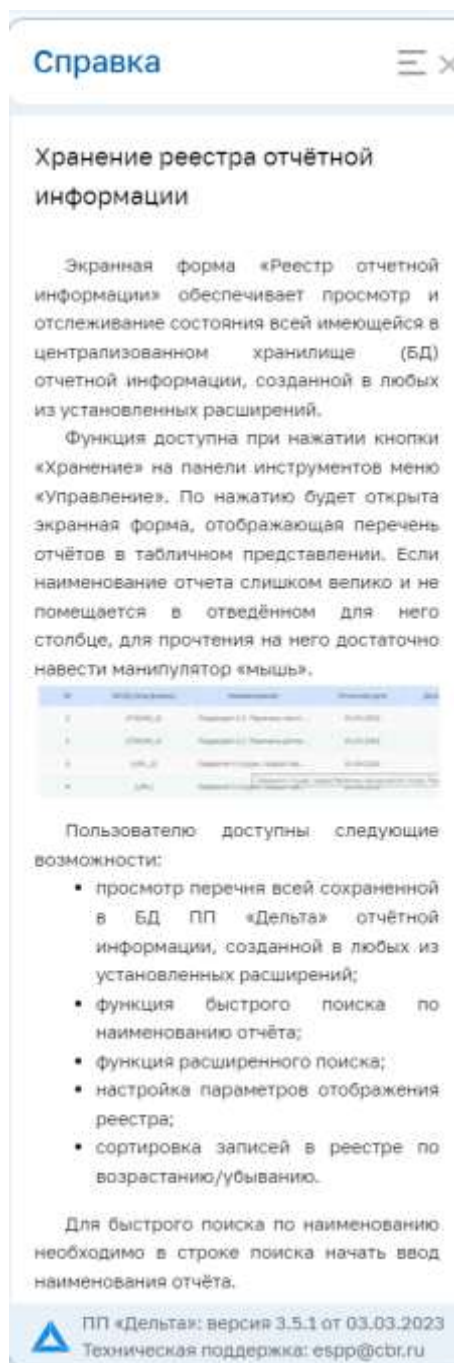 Справка
Хранение реестра отчётной
информации
Экранная форма «Реестр отчетной
информации» обеспечивает просмотр и
отслеживание состояния всей имеющейся в
централизованном хранилище (БД)
отчетной информации, созданной в любых
из установленных расширений.
Функция доступна при нажатии кнопки
«Хранение» на панели инструментов меню
«Управление». По нажатию будет открыта
экранная форма, отображающая перечень
отчётов в табличном представлении. Если
наименование отчета слишком велико и не
помещается в отведённом для него
столбце, для прочтения на него достаточно
навести манипулятор «мышь».
Пользователю доступны следующие
возможности:
• просмотр перечня всей сохраненной
в БД ПП «Дельта» отчётной
информации, созданной в любых из
установленных расширений;
• функция быстрого поиска по
наименованию отчёта;
• функция расширенного поиска;
• настройка параметров отображения
реестра;
• сортировка записей в реестре по
возрастанию/убыванию.
Для быстрого поиска по наименованию
необходимо в строке поиска начать ввод
наименования отчёта.
ПП «Дельта»: версия 3.5.1 от 03.03.2023
Техническая поддержка: espp@cbr.ru